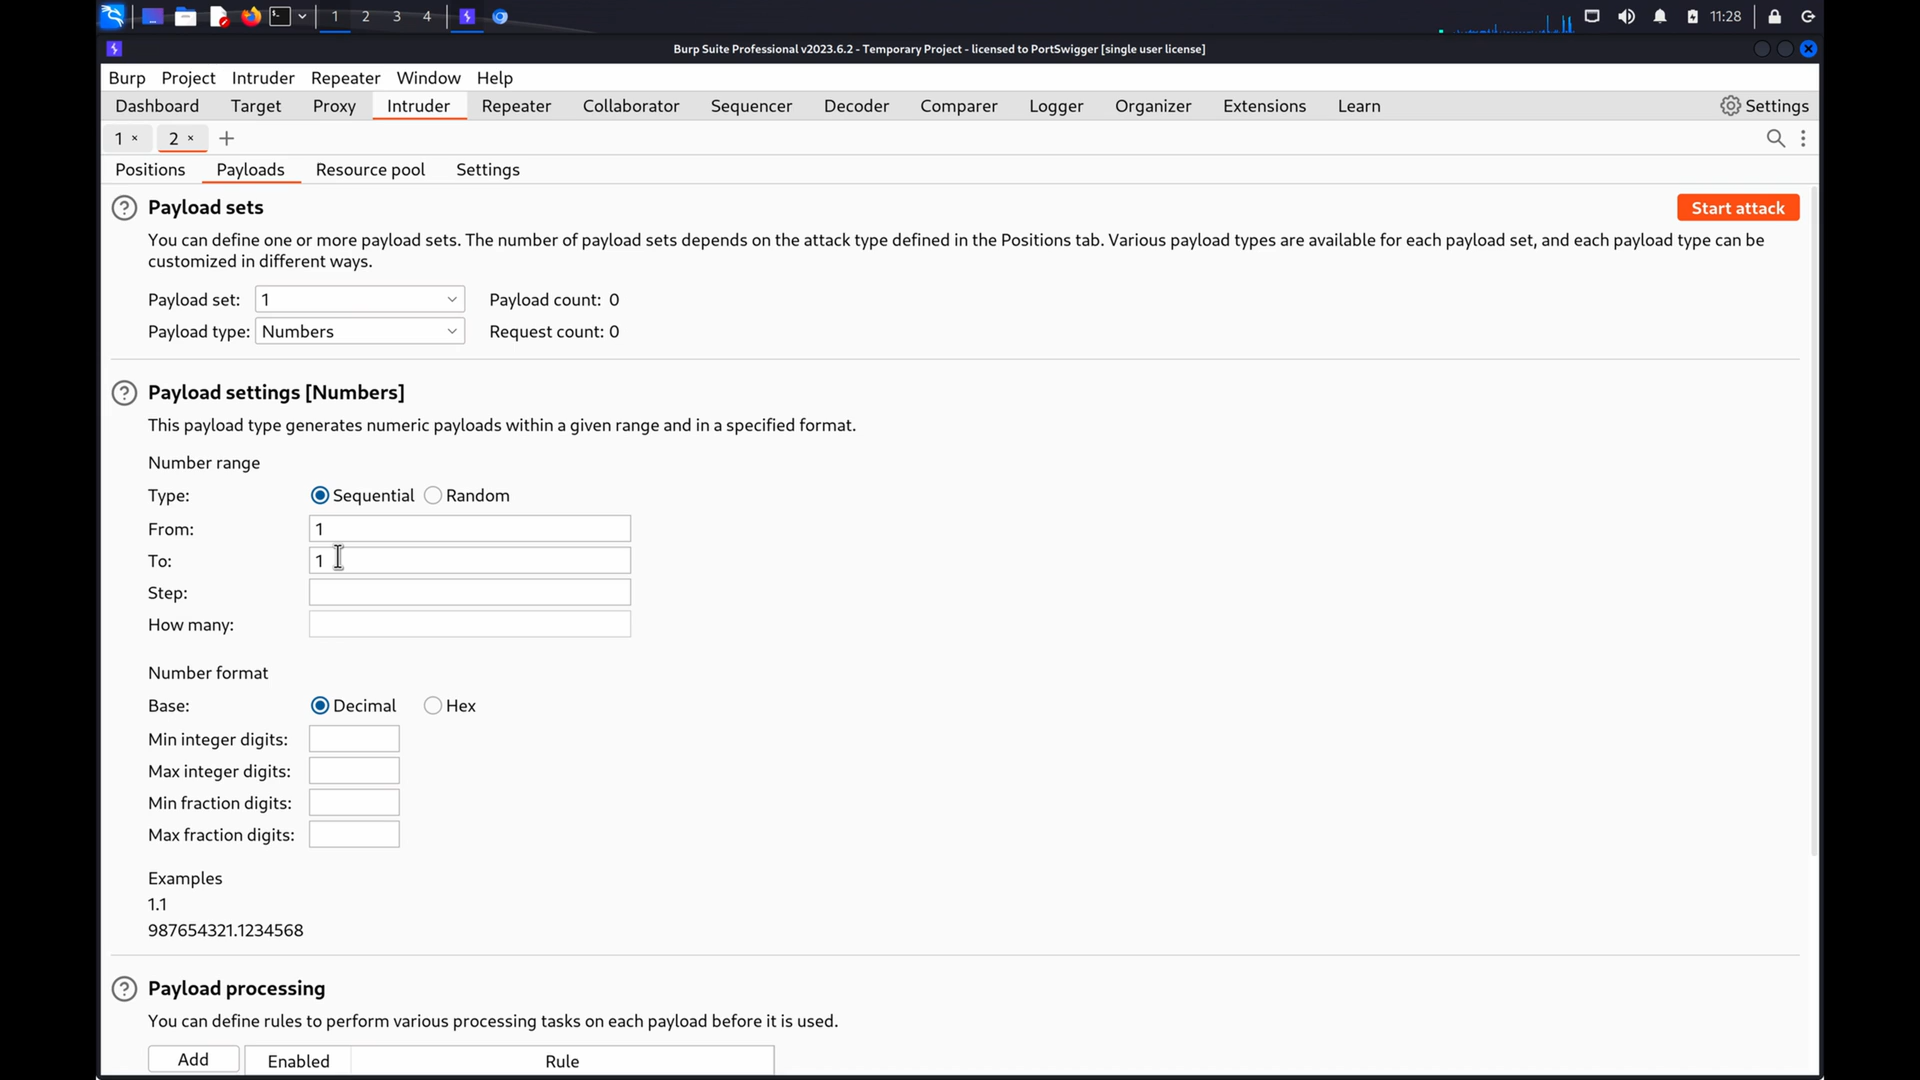 1 2 3 4 11:28
Burp Suite Professional v2023.6.2 - Temporary Project - licensed to PortSwigger [single user license]
Burp Project Intruder Repeater Window Help
Dashboard Target Proxy Intruder Repeater Collaborator Sequencer Decoder Comparer Logger Organizer Extensions Learn Settings
1 × 2 × +
Positions Payloads Resource pool Settings
? Payload sets Start attack
You can define one or more payload sets. The number of payload sets depends on the attack type defined in the Positions tab. Various payload types are available for each payload set, and each payload type can be
customized in different ways.
Payload set: 1 Payload count: 0
Payload type: Numbers Request count: 0
? Payload settings [Numbers]
This payload type generates numeric payloads within a given range and in a specified format.
Number range
Type: Sequential Random
From: 1
To: 1
Step:
How many:
Number format
Base: Decimal Hex
Min integer digits:
Max integer digits:
Min fraction digits:
Max fraction digits:
Examples
1.1
987654321.1234568
? Payload processing
You can define rules to perform various processing tasks on each payload before it is used.
Add Enabled Rule